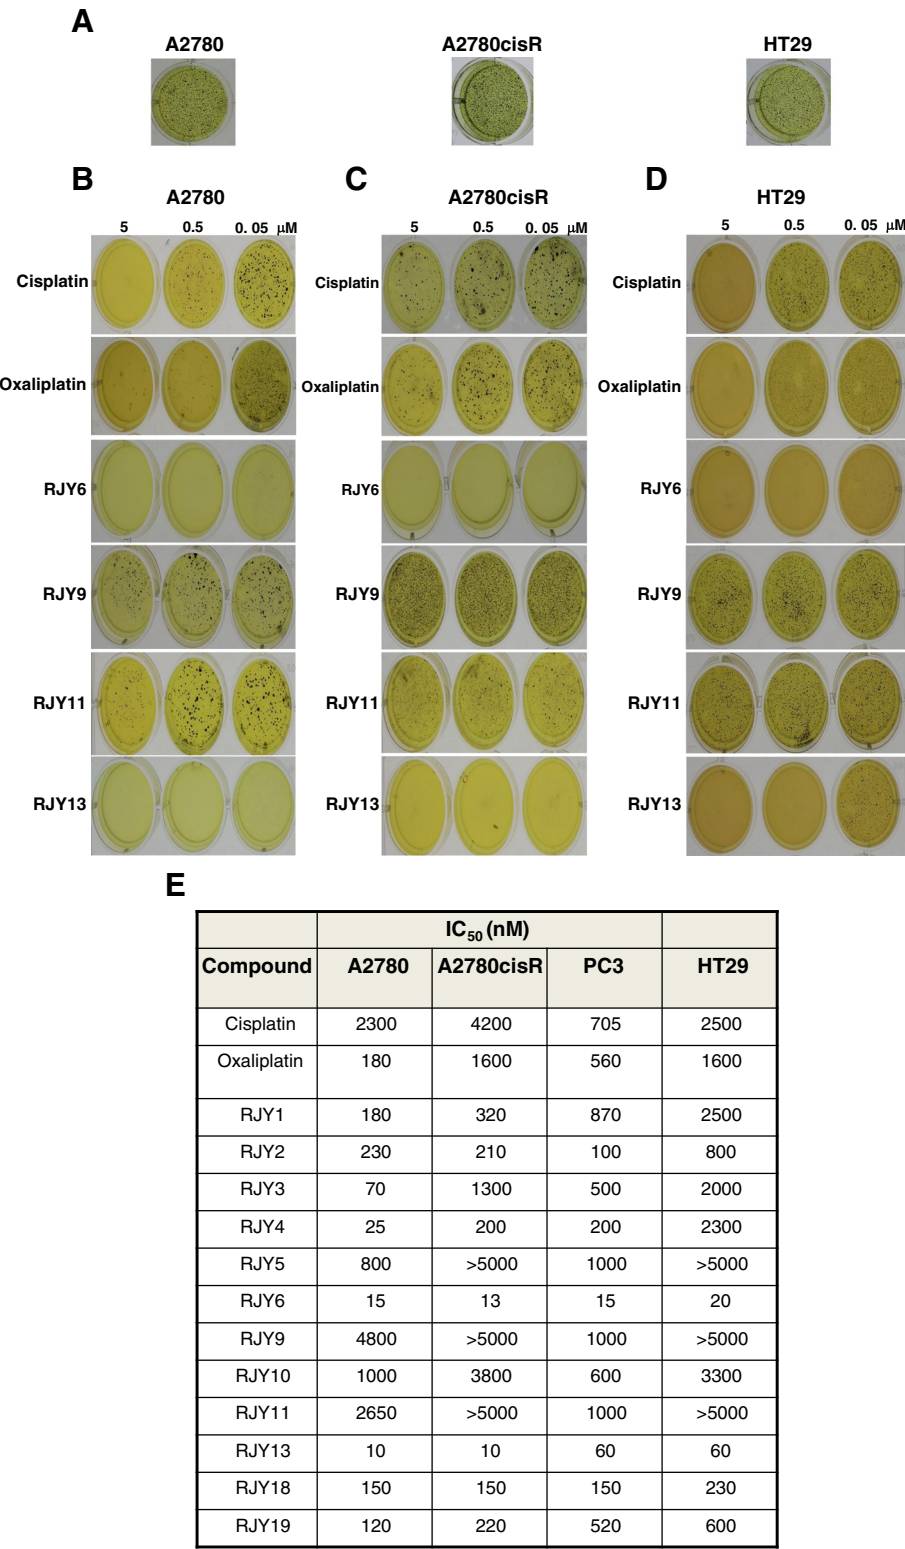 A
A2780 A2780cisR HT29
B C D
A2780 A2780cisR HT29
5 0.5 0. 05 μM 5 0.5 0. 05 μM 5 0.5 0. 05 μM
Cisplatin Cisplatin Cisplatin
Oxaliplatin Oxaliplatin Oxaliplatin
RJY6 RJY6 RJY6
RJY9 RJY9 RJY9
RJY11 RJY11 RJY11
RJY13 RJY13 RJY13
E
IC50 (nM)
Compound A2780 A2780cisR PC3 HT29
Cisplatin 2300 4200 705 2500
Oxaliplatin 180 1600 560 1600
RJY1 180 320 870 2500
RJY2 230 210 100 800
RJY3 70 1300 500 2000
RJY4 25 200 200 2300
RJY5 800 >5000 1000 >5000
RJY6 15 13 15 20
RJY9 4800 >5000 1000 >5000
RJY10 1000 3800 600 3300
RJY11 2650 >5000 1000 >5000
RJY13 10 10 60 60
RJY18 150 150 150 230
RJY19 120 220 520 600